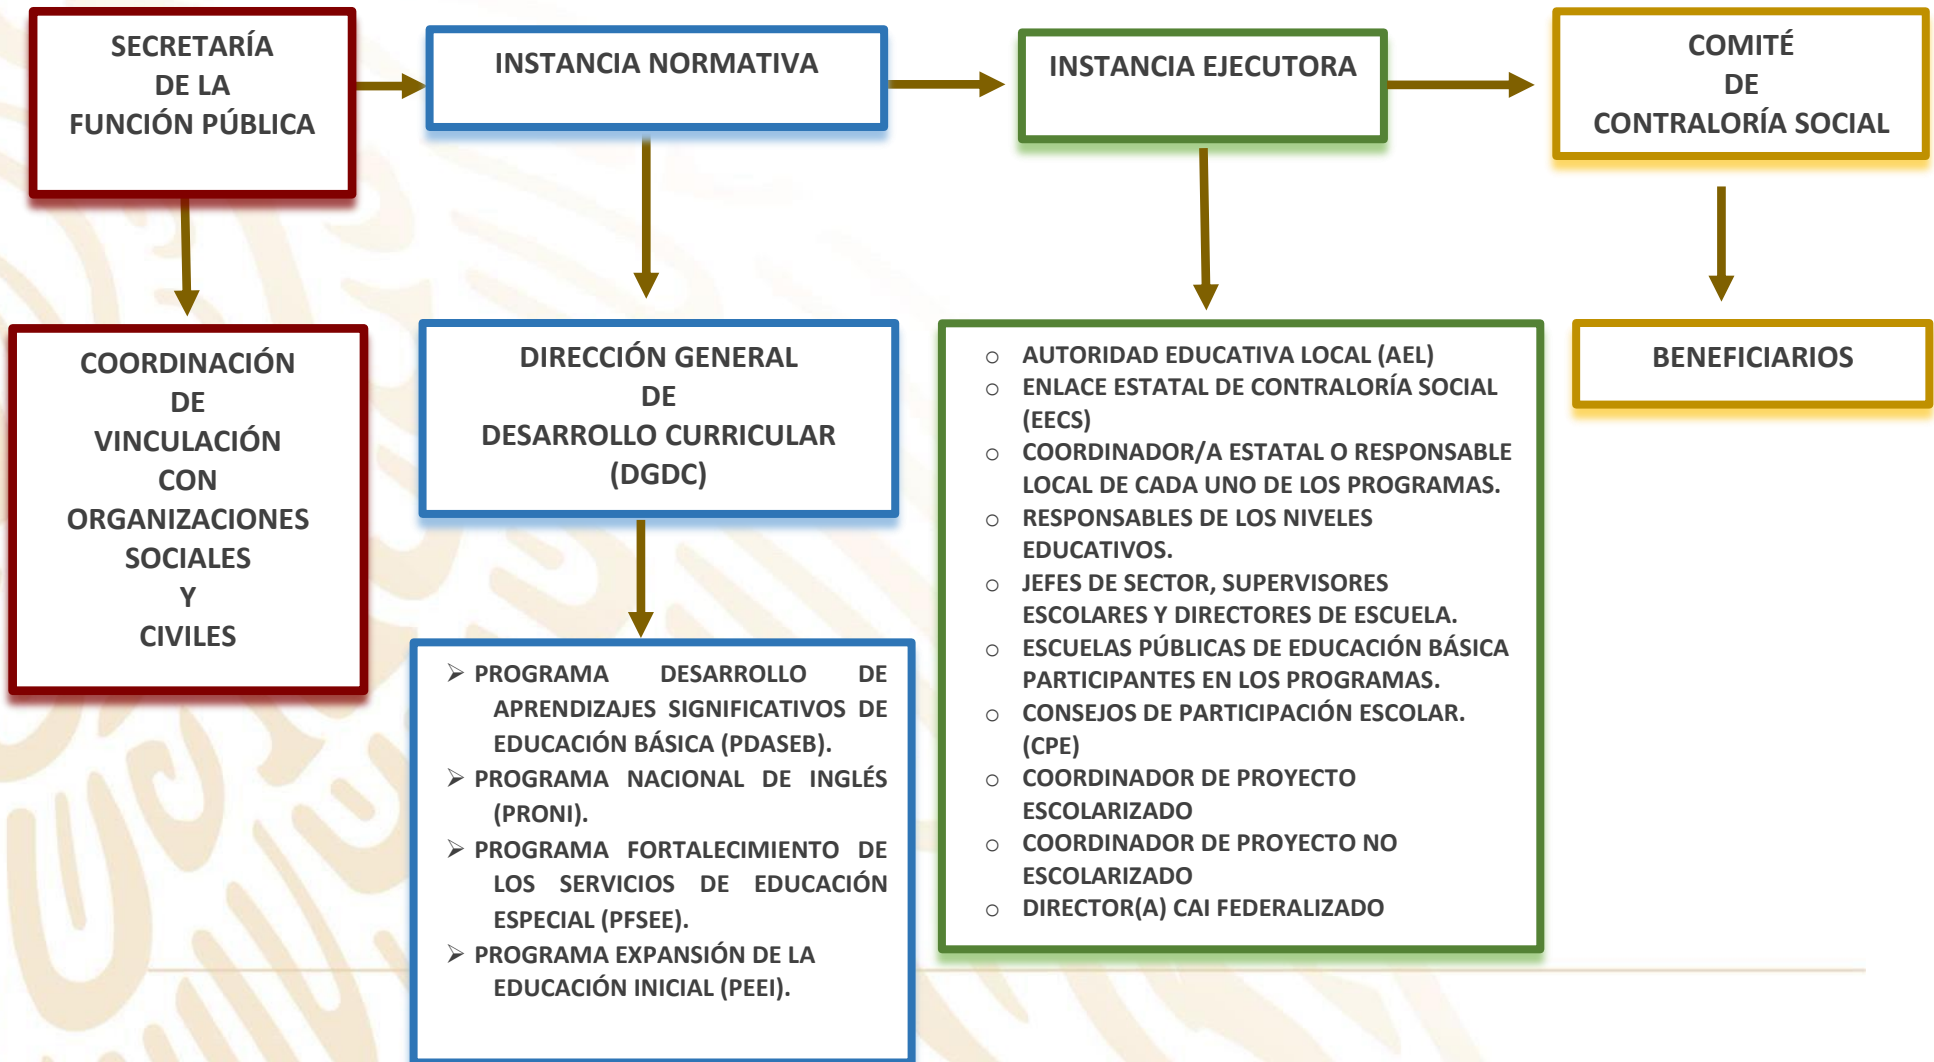 SECRETARÍA
DE LA
FUNCIÓN PÚBLICA
INSTANCIA NORMATIVA
INSTANCIA EJECUTORA
COMITÉ
DE
CONTRALORÍA SOCIAL
COORDINACIÓN
DE
VINCULACIÓN
CON
ORGANIZACIONES
SOCIALES
Y
CIVILES
DIRECCIÓN GENERAL
DE
DESARROLLO CURRICULAR
(DGDC)
➢ PROGRAMA DESARROLLO DE
APRENDIZAJES SIGNIFICATIVOS DE
EDUCACIÓN BÁSICA (PDASEB).
➢ PROGRAMA NACIONAL DE INGLÉS
(PRONI).
➢ PROGRAMA FORTALECIMIENTO DE
LOS SERVICIOS DE EDUCACIÓN
ESPECIAL (PFSEE).
➢ PROGRAMA EXPANSIÓN DE LA
EDUCACIÓN INICIAL (PEEI).
o AUTORIDAD EDUCATIVA LOCAL (AEL)
o ENLACE ESTATAL DE CONTRALORÍA SOCIAL
(EECS)
o COORDINADOR/A ESTATAL O RESPONSABLE
LOCAL DE CADA UNO DE LOS PROGRAMAS.
o RESPONSABLES DE LOS NIVELES
EDUCATIVOS.
o JEFES DE SECTOR, SUPERVISORES
ESCOLARES Y DIRECTORES DE ESCUELA.
o ESCUELAS PÚBLICAS DE EDUCACIÓN BÁSICA
PARTICIPANTES EN LOS PROGRAMAS.
o CONSEJOS DE PARTICIPACIÓN ESCOLAR.
(CPE)
o COORDINADOR DE PROYECTO
ESCOLARIZADO
o COORDINADOR DE PROYECTO NO
ESCOLARIZADO
o DIRECTOR(A) CAI FEDERALIZADO
BENEFICIARIOS